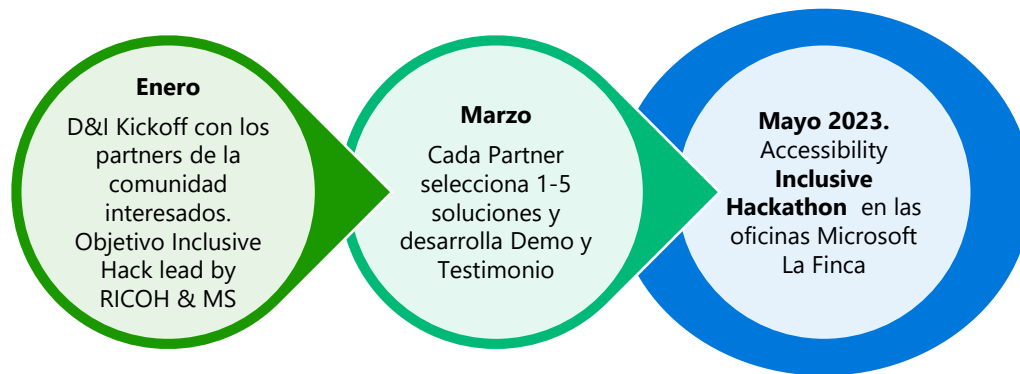 Enero
D&I Kickoff con los
partners de la
comunidad
interesados.
Objetivo Inclusive
Hack lead by
RICOH & MS
Marzo
Cada Partner
selecciona 1-5
soluciones y
desarrolla Demo y
Testimonio
Mayo 2023.
Accessibility
Inclusive
Hackathon en las
oficinas Microsoft
La Finca